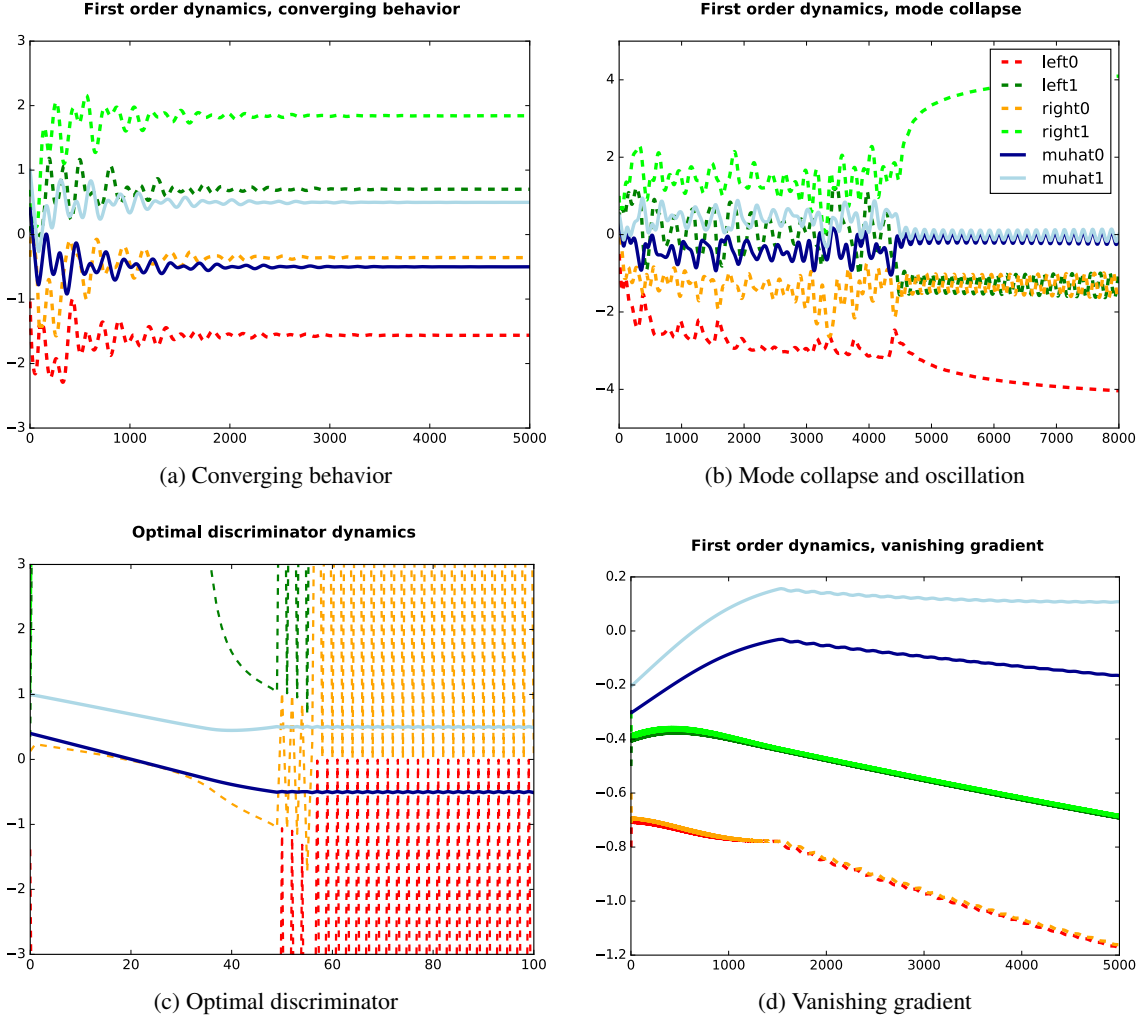 First order dynamics, converging behavior
3
2
1
0
−1
−2
−3
0 1000 2000 3000 4000 5000
(a) Converging behavior
First order dynamics, mode collapse
4
2
0
−2
−4
0 1000 2000 3000 4000 5000 6000 7000 8000
left0
left1
right0
right1
muhat0
muhat1
(b) Mode collapse and oscillation
Optimal discriminator dynamics
3
2
1
0
−1
−2
−3
0 20 40 60 80 100
(c) Optimal discriminator
First order dynamics, vanishing gradient
0.2
0.0
−0.2
−0.4
−0.6
−0.8
−1.0
−1.2
0 1000 2000 3000 4000 5000
(d) Vanishing gradient